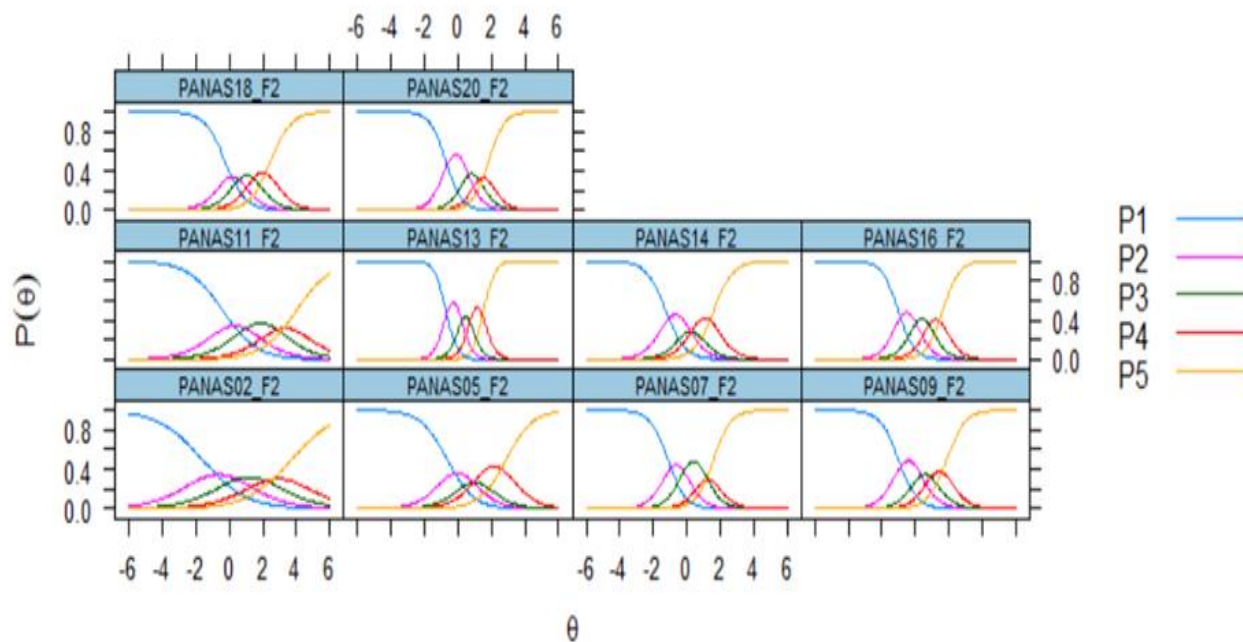 -6 -4 -2 0 2 4 6
PANAS18_F2 PANAS20_F2
0.8
0.4
0.0
PANAS11_F2 PANAS13_F2 PANAS14_F2 PANAS16_F2
0.8
0.4
0.0
PANAS02_F2 PANAS05_F2 PANAS07_F2 PANAS09_F2
0.8
0.4
0.0
-6 -4 -2 0 2 4 6 -6 -4 -2 0 2 4 6
P(θ)
θ
P1
P2
P3
P4
P5